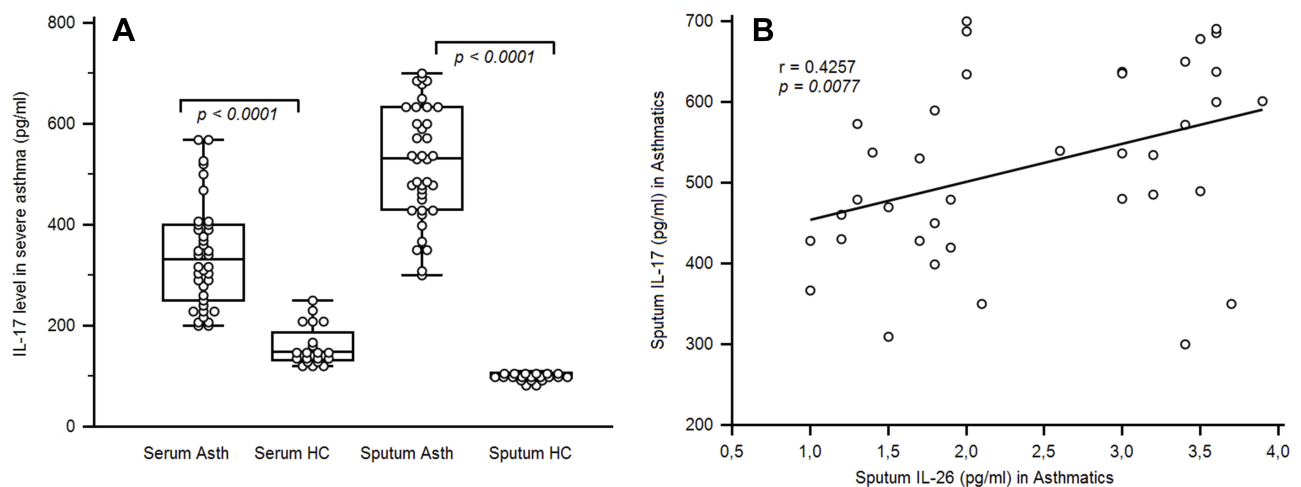 A
IL-17 level in severe asthma (pg/ml)
800
600
400
200
0
p < 0.0001
p < 0.0001
Serum Asth
Serum HC
Sputum Asth
Sputum HC
B
Sputum IL-17 (pg/ml) in Asthmatics
700
600
500
400
300
200
r = 0.4257
p = 0.0077
0,5
1,0
1,5
2,0
2,5
3,0
3,5
4,0
Sputum IL-26 (pg/ml) in Asthmatics